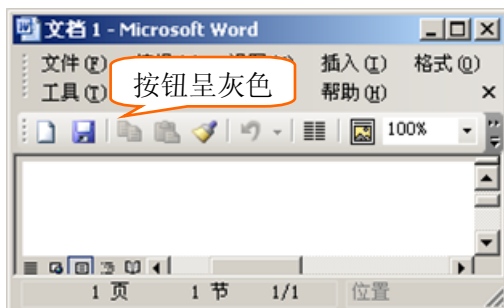 文档 1 - Microsoft Word
文件(F) 插入(I) 格式(O)
工具(T) 帮助(H)
按钮呈灰色
100%
1 页 1 节 1/1 位置